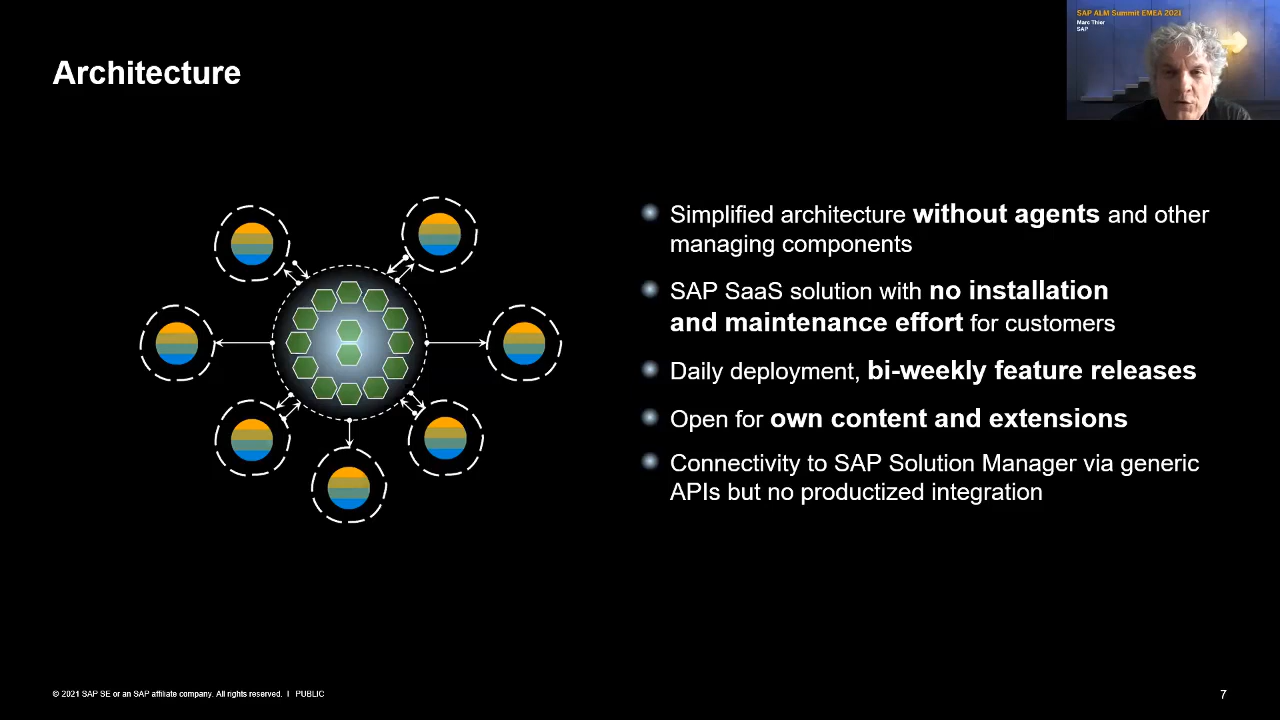 SAP ALM Summit EMEA 2021
Marc Thier
SAP
Architecture
Simplified architecture without agents and other
managing components
SAP SaaS solution with no installation
and maintenance effort for customers
Daily deployment, bi-weekly feature releases
Open for own content and extensions
Connectivity to SAP Solution Manager via generic
APIs but no productized integration
© 2021 SAP SE or an SAP affiliate company. All rights reserved. I PUBLIC
7